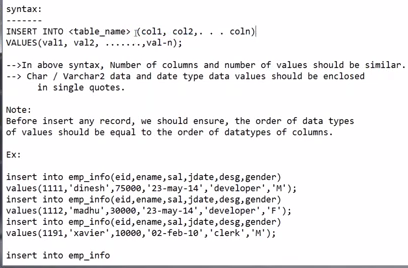 syntax:
-------
INSERT INTO <table_name> (col1, col2,. . . coln)
VALUES(val1, val2, .......,val-n);
-->In above syntax, Number of columns and number of values should be similar.
--> Char / Varchar2 data and date type data values should be enclosed
in single quotes.
Note:
Before insert any record, we should ensure, the order of data types
of values should be equal to the order of datatypes of columns.
Ex:
insert into emp_info(eid,ename,sal,jdate,desg,gender)
values(1111,'dinesh',75000,'23-may-14','developer','M');
insert into emp_info(eid,ename,sal,jdate,desg,gender)
values(1112,'madhu',30000,'23-may-14','developer','F');
insert into emp_info(eid,ename,sal,jdate,desg,gender)
values(1191,'xavier',10000,'02-feb-10','clerk','M');
insert into emp_info